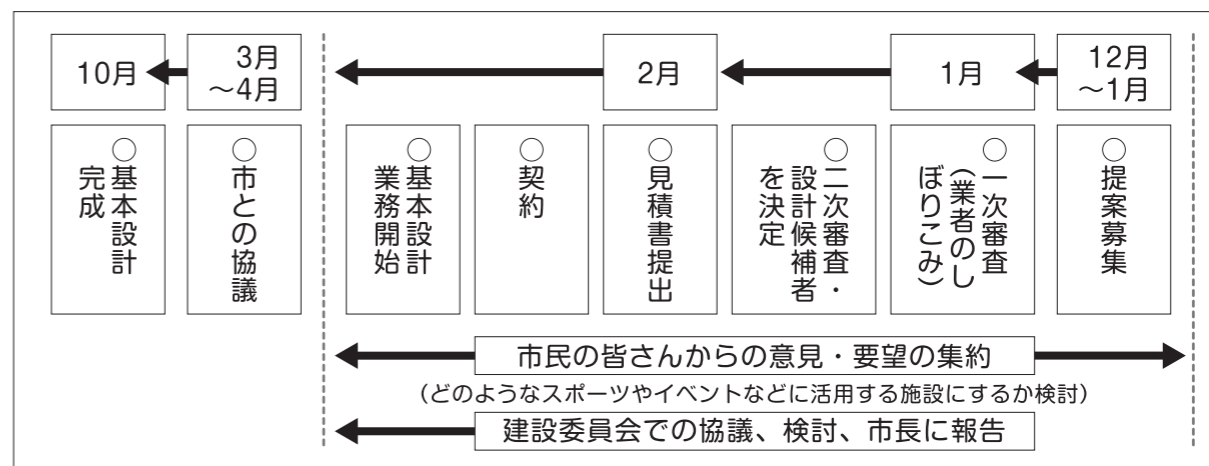 12月
～1月
1月
2月
3月
～4月
10月
○提案募集
○一次審査
（業者のし
ぼりこみ）
○二次審査・
設計候補者
を決定
○見積書提出
○契約
○基本設計
業務開始
○市との協議
○基本設計
完成
市民の皆さんからの意見・要望の集約
（どのようなスポーツやイベントなどに活用する施設にするか検討）
建設委員会での協議、検討、市長に報告